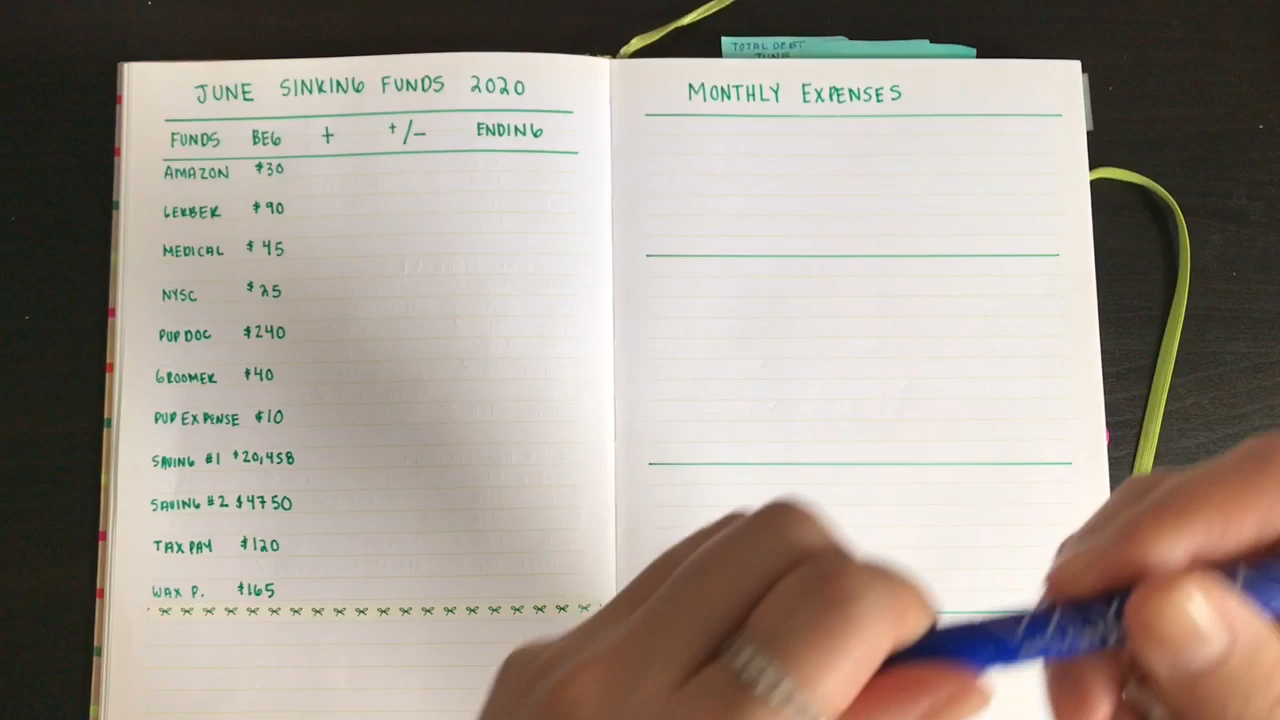 TOTAL DEBT
JUNE
JUNE SINKING FUNDS 2020
FUNDS BEG + +/- ENDING
AMAZON $30
GERBER $90
MEDICAL $45
NYSC $25
PUP DOC $240
GROOMER $40
PUP EXPENSE $10
SAVING #1 $20,458
SAVING #2 $4750
TAX PAY $120
WAX P. $165
MONTHLY EXPENSES